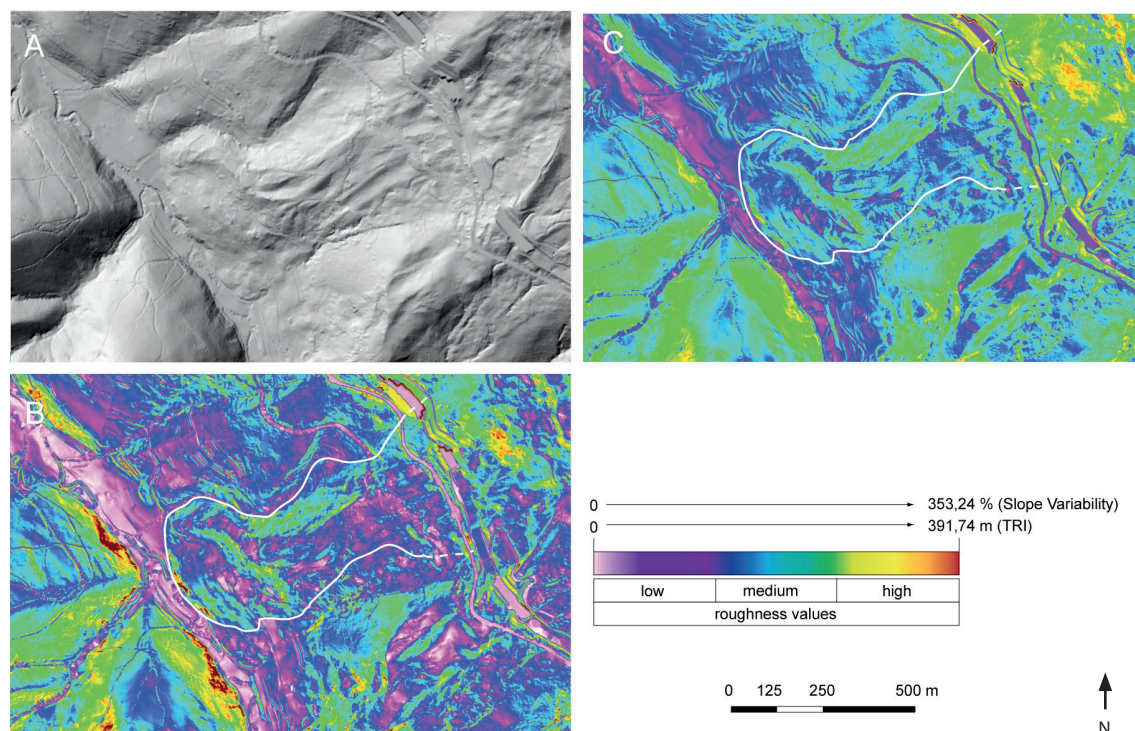 A
C
B
0 353,24 % (Slope Variability)
0 391,74 m (TRI)
low medium high
roughness values
0 125 250 500 m
N